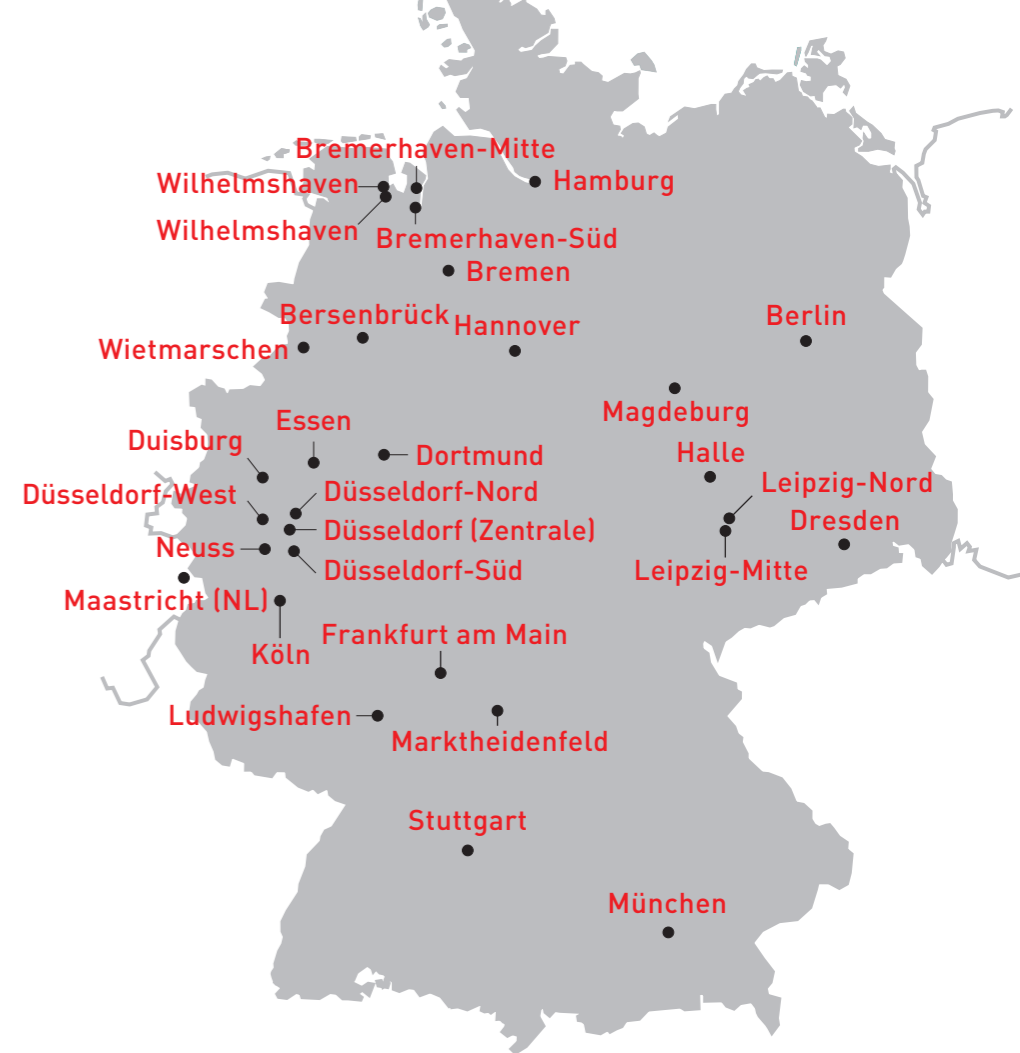 Bremerhaven-Mitte
Wilhelmshaven
Hamburg
Wilhelmshaven
Bremerhaven-Süd
Bremen
Bersenbrück
Hannover
Berlin
Wietmarschen
Magdeburg
Essen
Duisburg
Dortmund
Halle
Leipzig-Nord
Düsseldorf-West
Düsseldorf-Nord
Dresden
Düsseldorf (Zentrale)
Neuss
Düsseldorf-Süd
Leipzig-Mitte
Maastricht (NL)
Frankfurt am Main
Köln
Ludwigshafen
Marktheidenfeld
Stuttgart
München